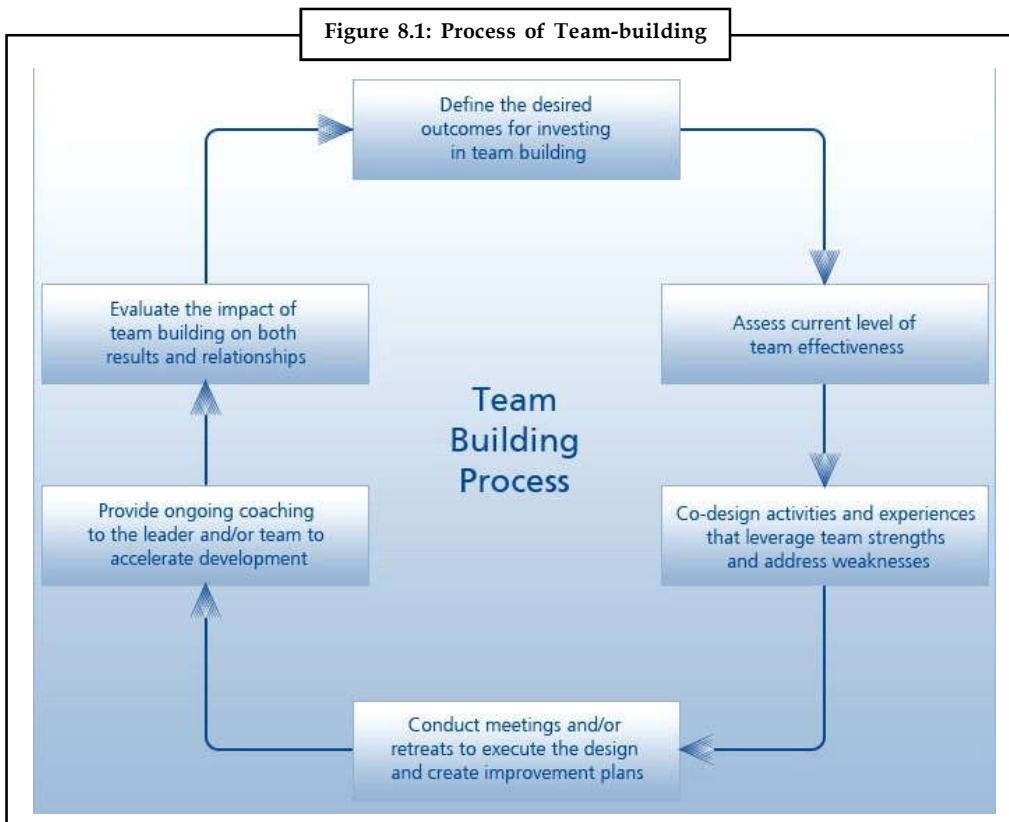 Figure 8.1: Process of Team-building
Define the desired
outcomes for investing
in team building
Assess current level of
team effectiveness
Co-design activities and experiences
that leverage team strengths
and address weaknesses
Conduct meetings and/or
retreats to execute the design
and create improvement plans
Provide ongoing coaching
to the leader and/or team to
accelerate development
Evaluate the impact of
team building on both
results and relationships
Team
Building
Process